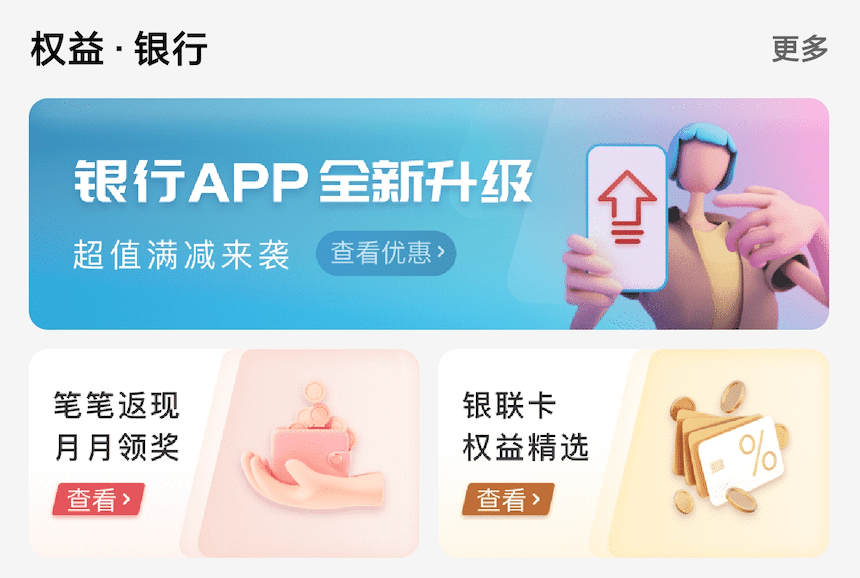 权益·银行
更多
银行APP 全新升级
超值满减来袭
查看优惠›
笔笔返现
月月领奖
查看›
银联卡
权益精选
查看›